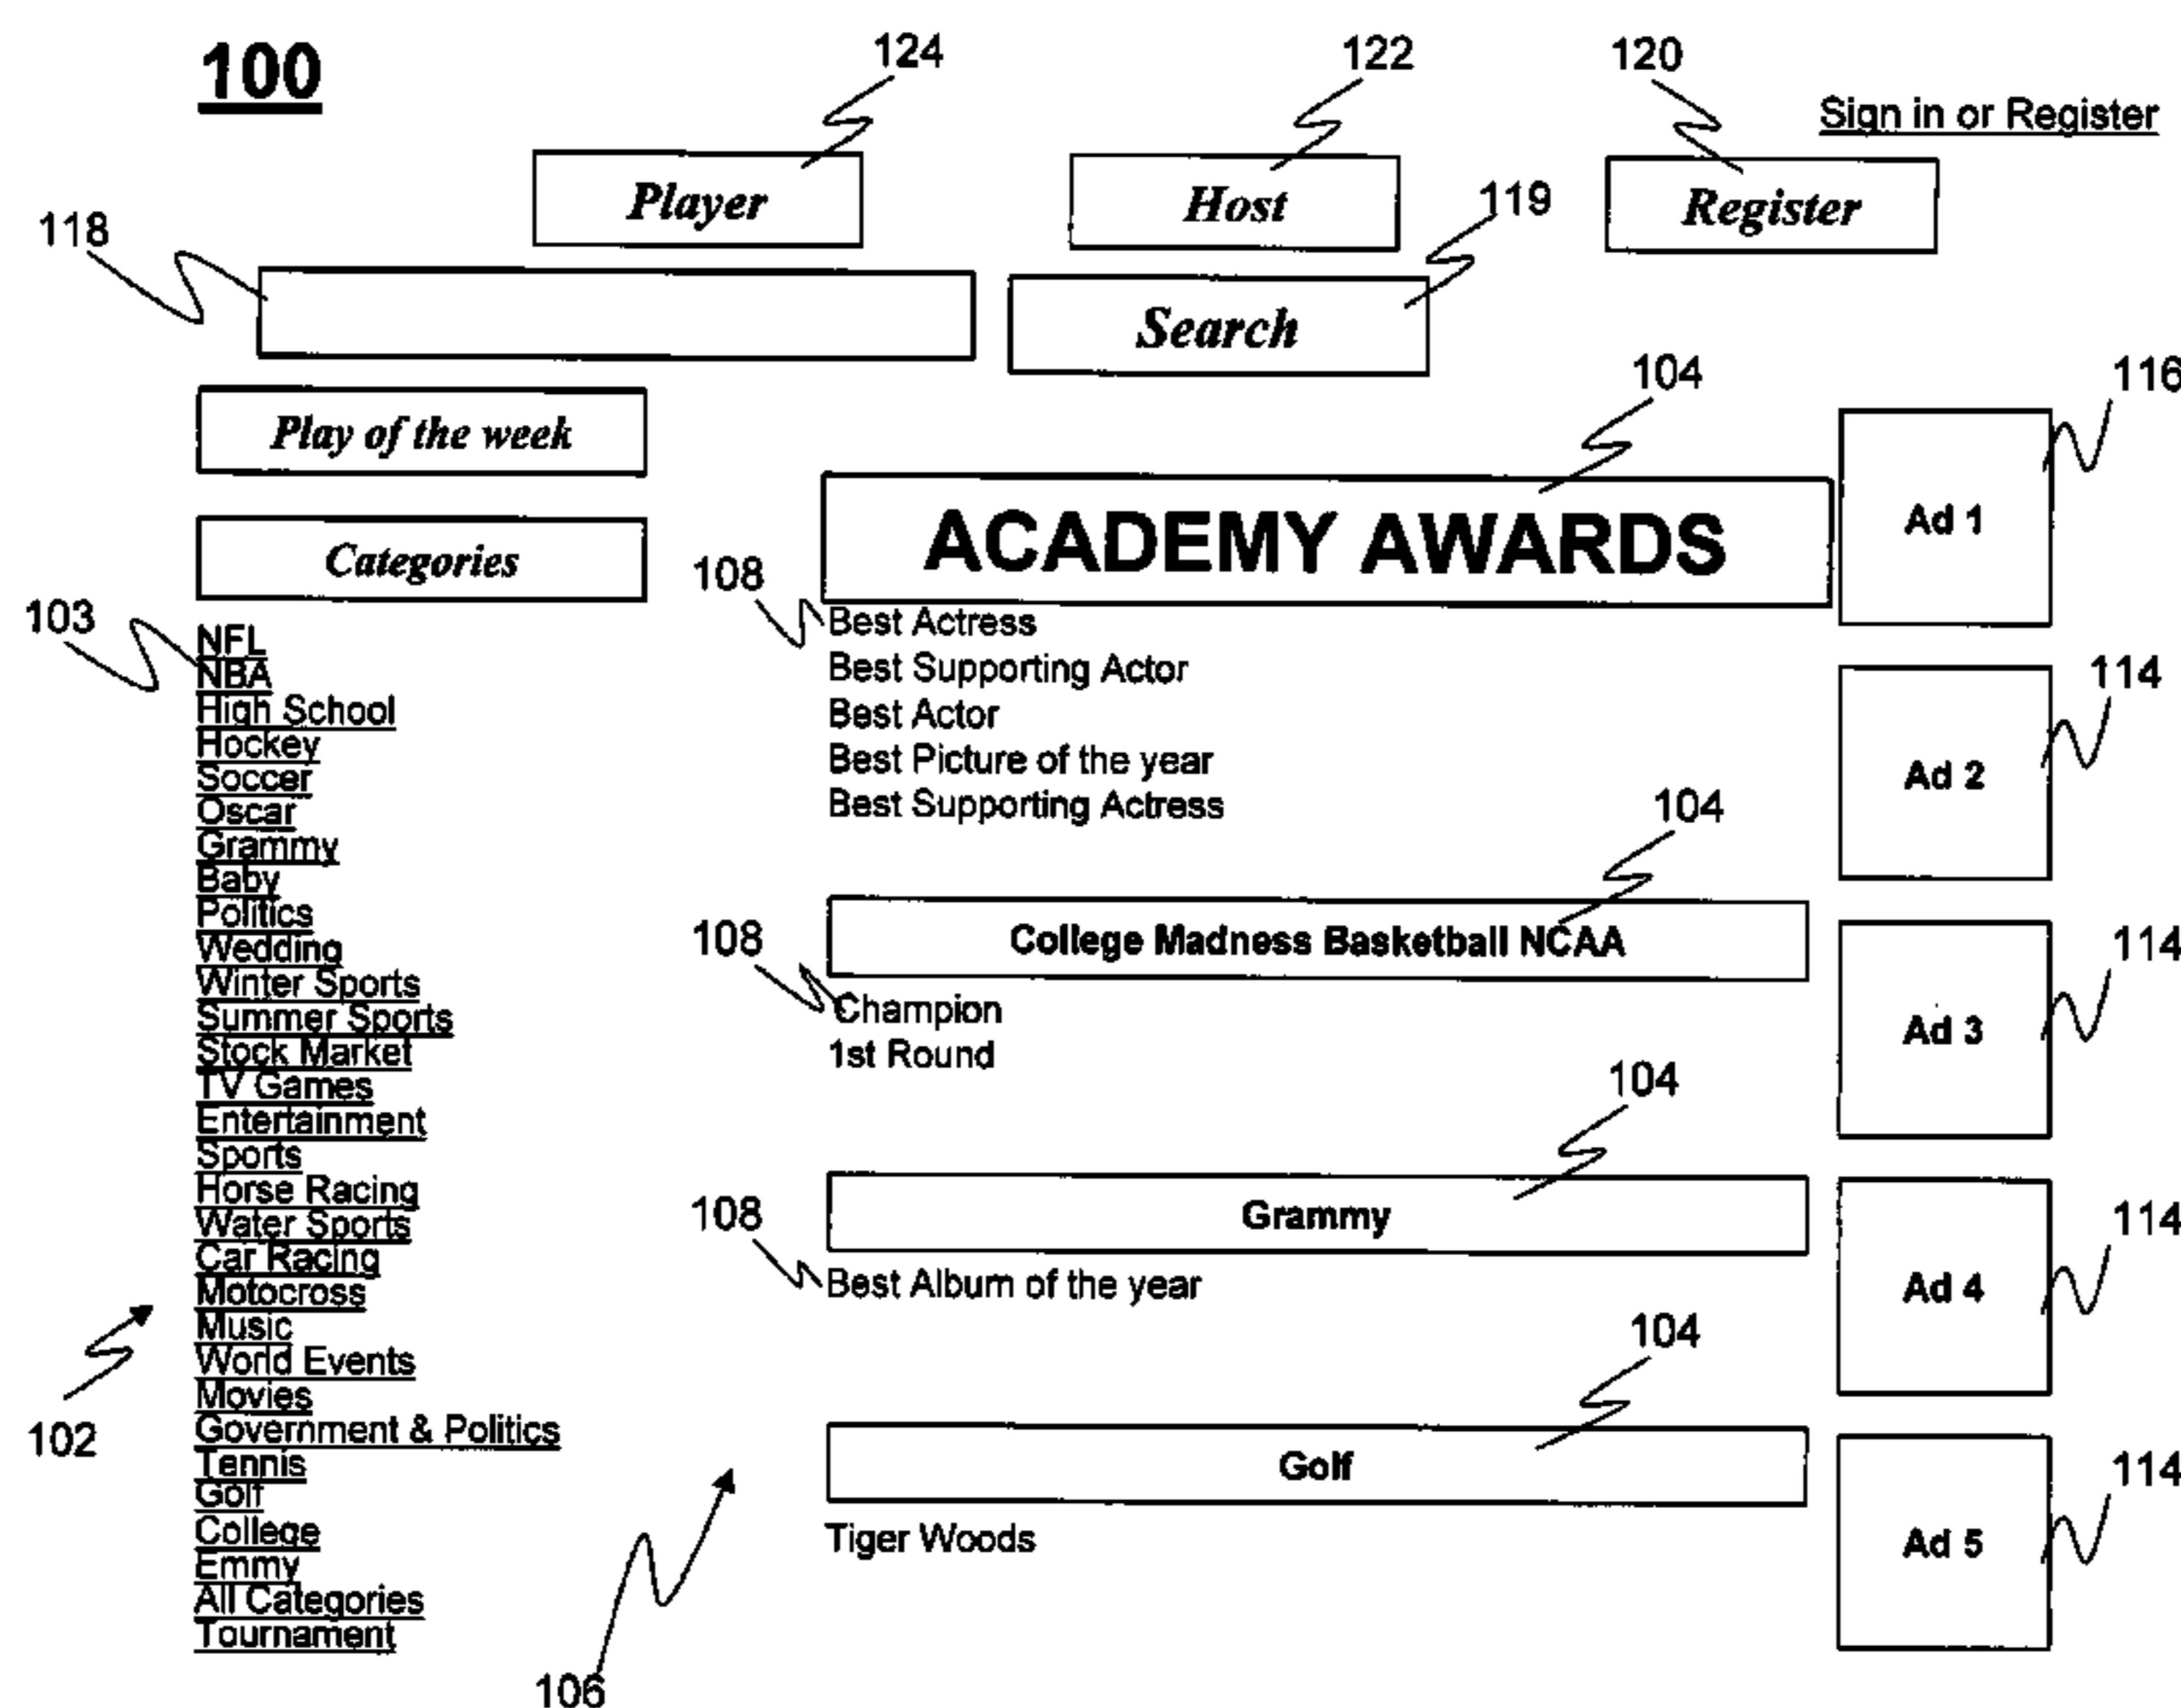 100
124
122
120
Sign in or Register
Player
Host
Register
119
118
Search
104
116
Play of the week
ACADEMY AWARDS
Ad 1
Categories
108
103
NFL
NBA
High School
Hockey
Soccer
Oscar
Grammy
Baby
Politics
Wedding
Winter Sports
Summer Sports
Stock Market
TV Games
Entertainment
Sports
Horse Racing
Water Sports
Car Racing
Motocross
Music
World Events
Movies
Government & Politics
Tennis
Golf
College
Emmy
All Categories
Tournament
102
106
Best Actress
Best Supporting Actor
Best Actor
Best Picture of the year
Best Supporting Actress
114
Ad 2
104
108
College Madness Basketball NCAA
Champion
1st Round
114
Ad 3
104
108
Grammy
Best Album of the year
114
Ad 4
104
Golf
Tiger Woods
114
Ad 5